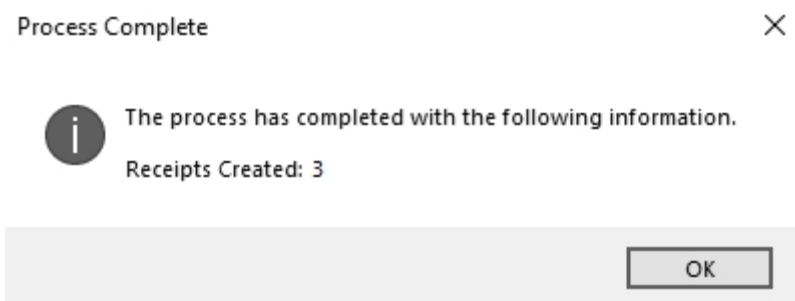 Process Complete
The process has completed with the following information.
Receipts Created: 3
OK